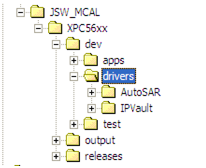 JSW_MCAL
XPC56xx
dev
apps
drivers
AutoSAR
IPVault
test
output
releases